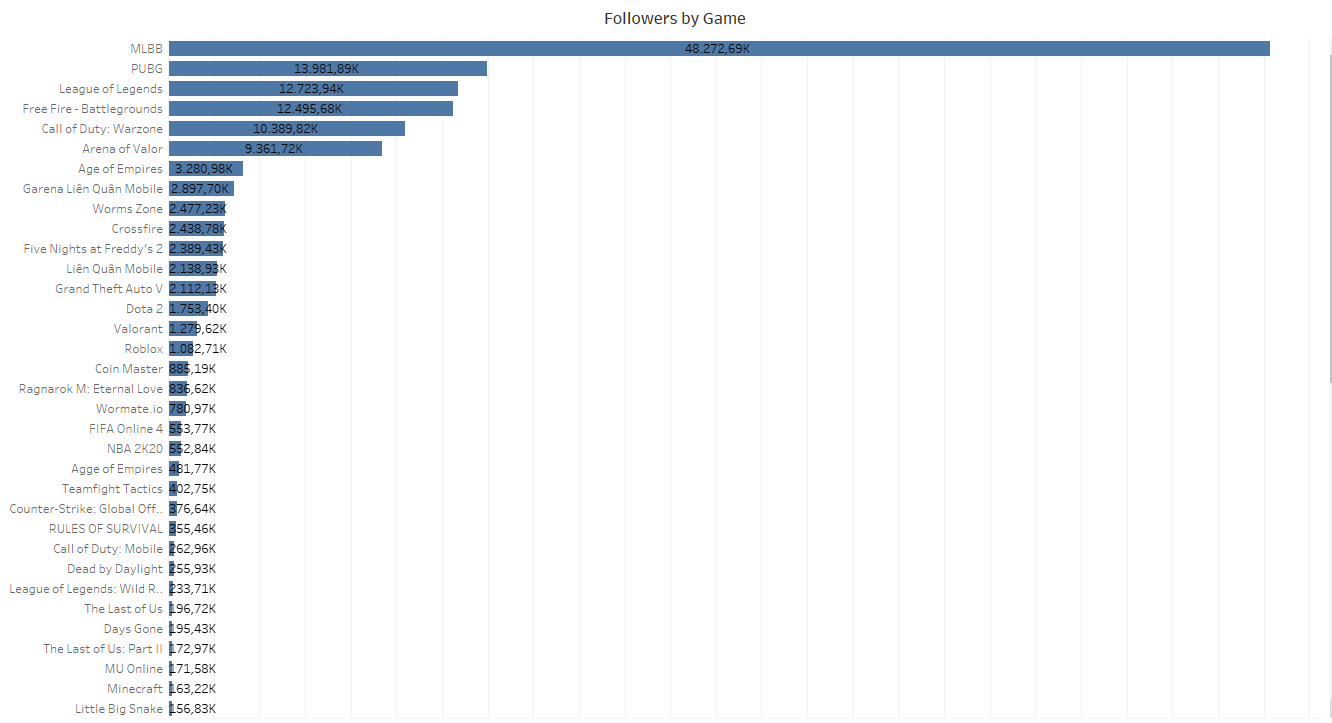 Followers by Game
MLBB 48.272,69K
PUBG 13.981,89K
League of Legends 12.723,94K
Free Fire - Battlegrounds 12.495,68K
Call of Duty: Warzone 10.389,82K
Arena of Valor 9.361,72K
Age of Empires 3.280,98K
Garena Liên Quân Mobile 2.897,70K
Worms Zone 2.477,23K
Crossfire 2.438,78K
Five Nights at Freddy's 2 2.389,43K
Liên Quân Mobile 2.138,93K
Grand Theft Auto V 2.112,13K
Dota 2 1.753,40K
Valorant 1.279,62K
Roblox 1.082,71K
Coin Master 885,19K
Ragnarok M: Eternal Love 836,62K
Wormate.io 780,97K
FIFA Online 4 553,77K
NBA 2K20 552,84K
Agge of Empires 481,77K
Teamfight Tactics 402,75K
Counter-Strike: Global Off.. 376,64K
RULES OF SURVIVAL 355,46K
Call of Duty: Mobile 262,96K
Dead by Daylight 255,93K
League of Legends: Wild R.. 233,71K
The Last of Us 196,72K
Days Gone 195,43K
The Last of Us: Part II 172,97K
MU Online 171,58K
Minecraft 163,22K
Little Big Snake 156,83K